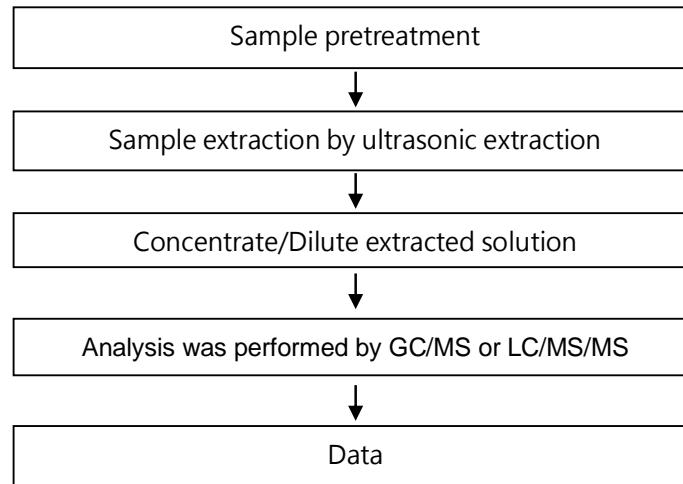 Sample pretreatment
Sample extraction by ultrasonic extraction
Concentrate/Dilute extracted solution
Analysis was performed by GC/MS or LC/MS/MS
Data